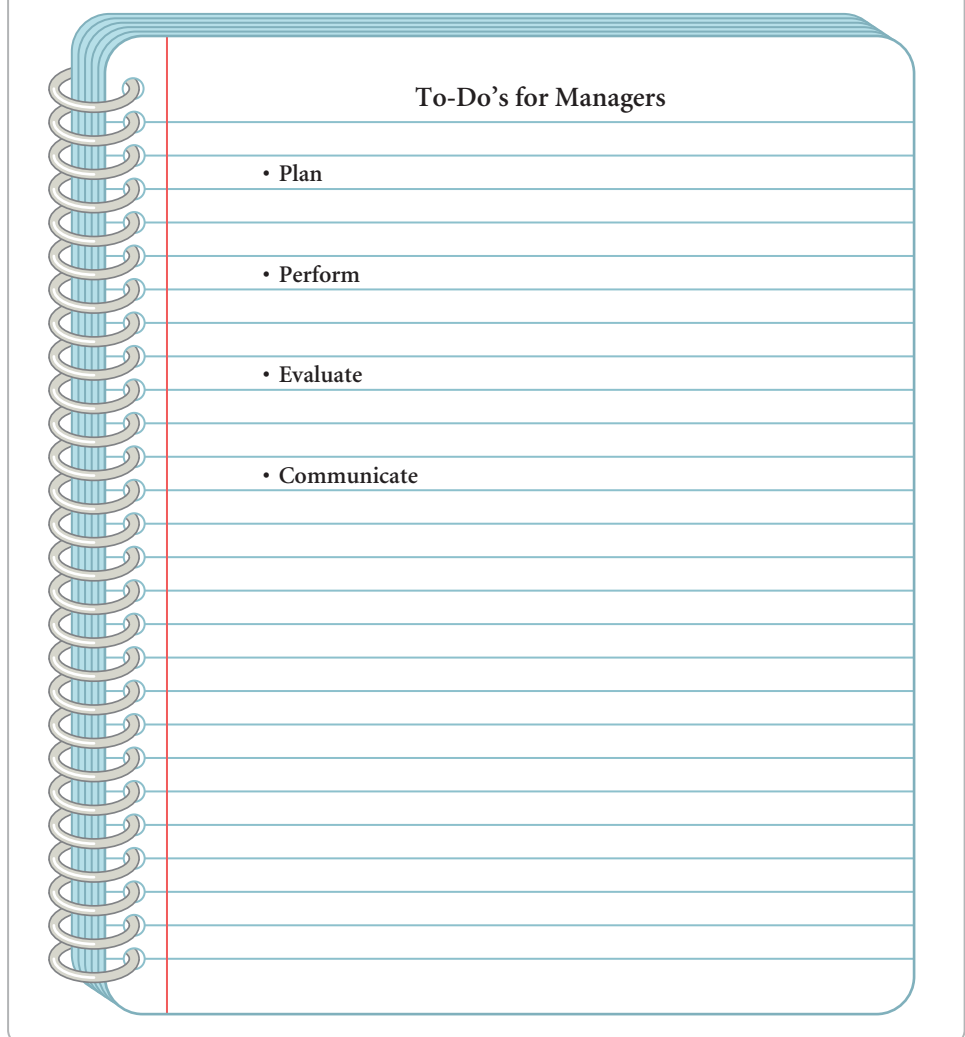 To-Do’s for Managers
• Plan
• Perform
• Evaluate
• Communicate